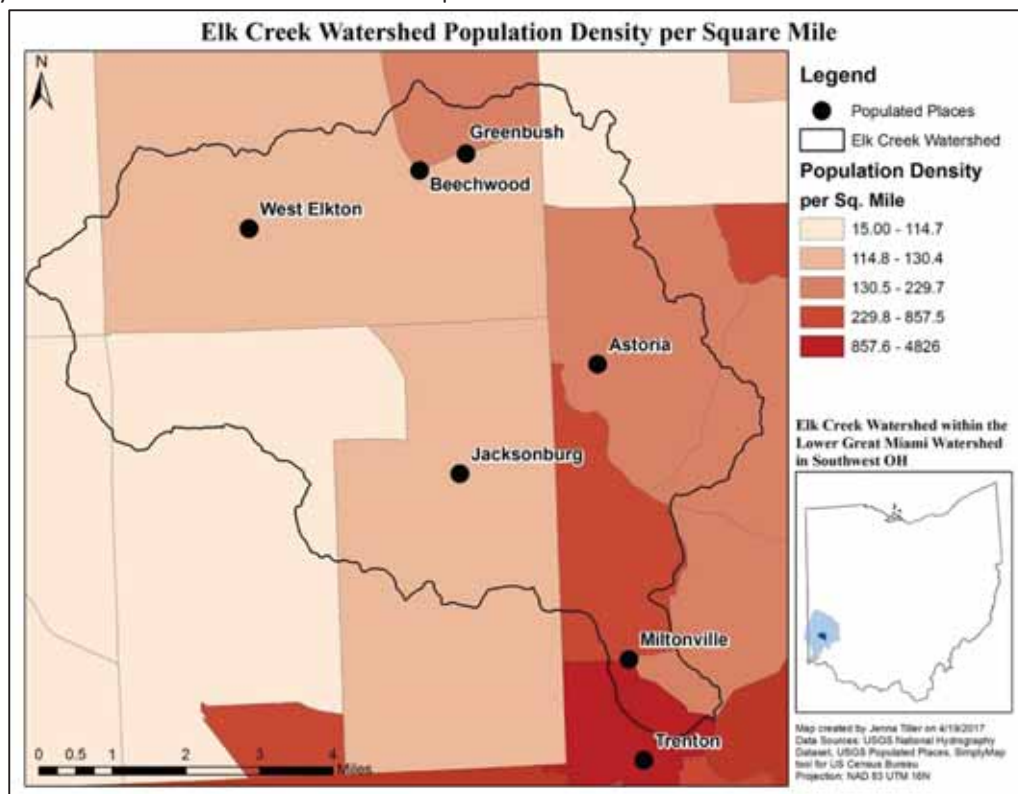 Elk Creek Watershed Population Density per Square Mile
N
Greenbush
Beechwood
West Elkton
Astoria
Jacksonburg
Miltonville
Trenton
0 0.5 1 2 3 4
Miles
Legend
Populated Places
Elk Creek Watershed
Population Density
per Sq. Mile
15.00 - 114.7
114.8 - 130.4
130.5 - 229.7
229.8 - 857.5
857.6 - 4826
Elk Creek Watershed within the
Lower Great Miami Watershed
in Southwest OH
Map created by Jenna Tiller on 4/19/2017
Data Sources: USGS National Hydrography
Dataset, USGS Populated Places, SimplyMap
tool for US Census Bureau
Projection: NAD 83 UTM 16N